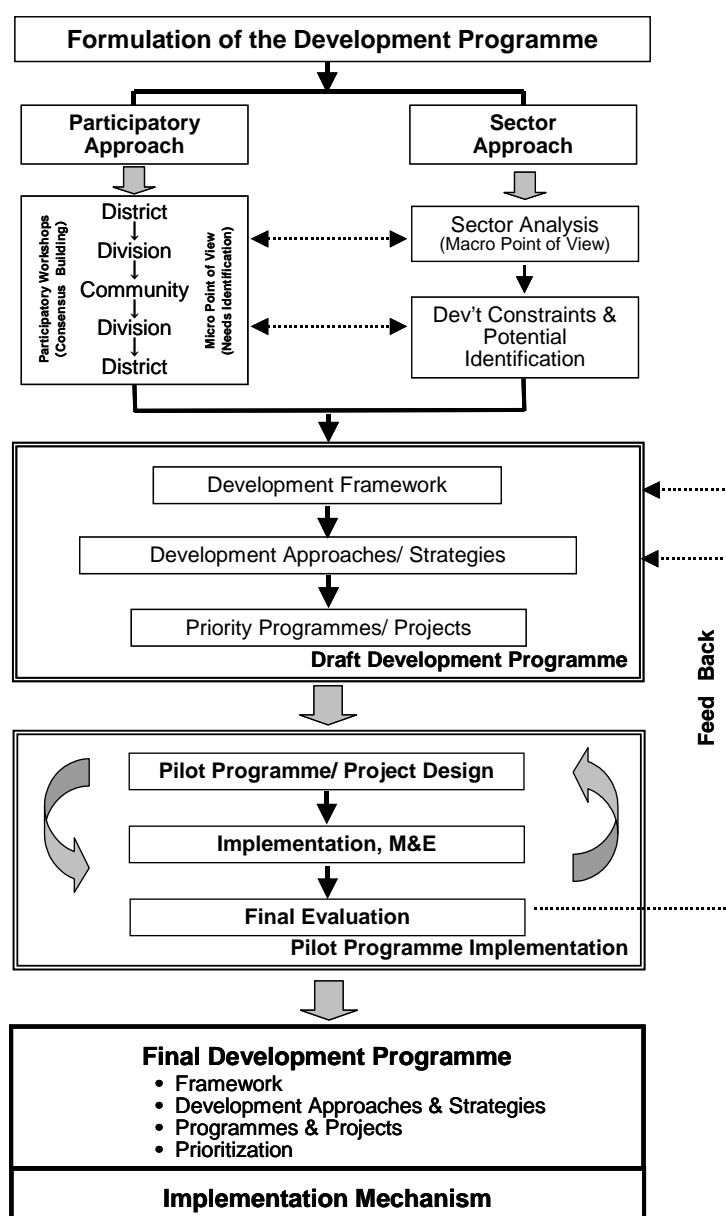 Formulation of the Development Programme
Participatory
Approach
Sector
Approach
Participatory Workshops
(Consensus Building)
District
Division
Community
Division
District
Micro Point of View
(Needs Identification)
Sector Analysis
(Macro Point of View)
Dev't Constraints &
Potential
Identification
Development Framework
Development Approaches/ Strategies
Priority Programmes/ Projects
Draft Development Programme
Feed Back
Pilot Programme/ Project Design
Implementation, M&E
Final Evaluation
Pilot Programme Implementation
Final Development Programme
• Framework
• Development Approaches & Strategies
• Programmes & Projects
• Prioritization
Implementation Mechanism